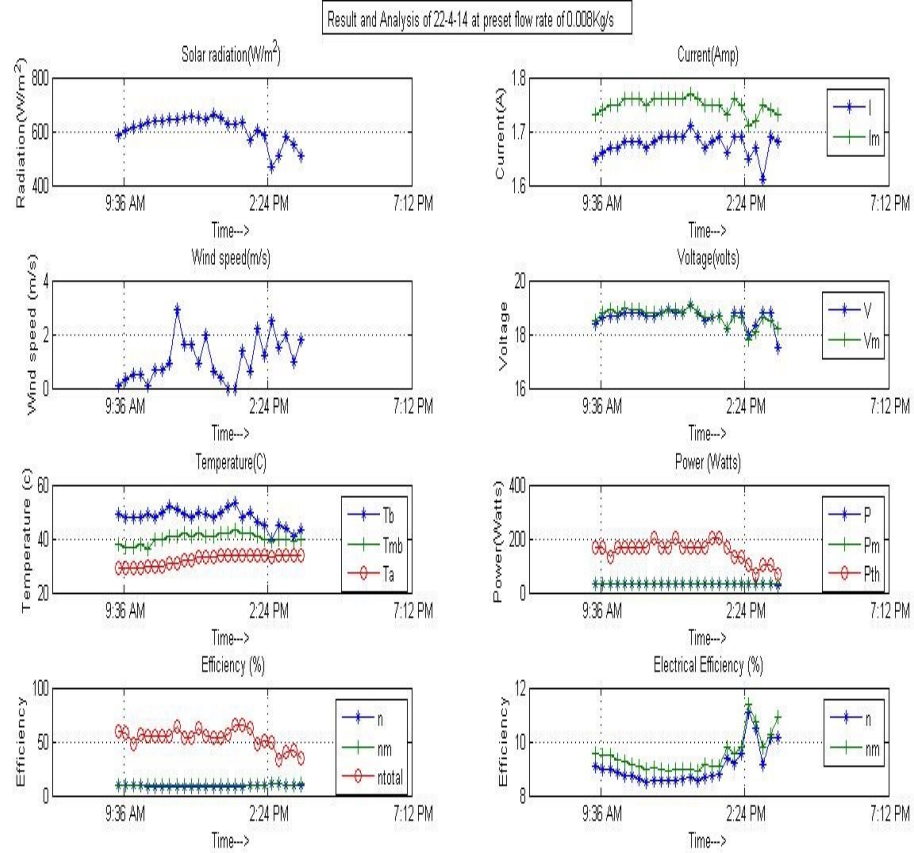 Result and Analysis of 22-4-14 at preset flow rate of 0.008Kg/s
Solar radiation(W/m²)
Radiation(W/m²)
800
600
400
9:36 AM 2:24 PM 7:12 PM
Time--->
Current(Amp)
Current(A)
1.8
1.7
1.6
I
Im
9:36 AM 2:24 PM 7:12 PM
Time--->
Wind speed(m/s)
Wind speed (m/s)
4
2
0
9:36 AM 2:24 PM 7:12 PM
Time--->
Voltage(volts)
Voltage
20
18
16
V
Vm
9:36 AM 2:24 PM 7:12 PM
Time--->
Temperature(C)
Temperature (c)
60
40
20
Tb
Tmb
Ta
9:36 AM 2:24 PM 7:12 PM
Time--->
Power (Watts)
Power(Watts)
400
200
0
P
Pm
Pth
9:36 AM 2:24 PM 7:12 PM
Time--->
Efficiency (%)
Efficiency
100
50
0
n
nm
ntotal
9:36 AM 2:24 PM 7:12 PM
Time--->
Electrical Efficiency (%)
Efficiency
12
10
8
n
nm
9:36 AM 2:24 PM 7:12 PM
Time--->